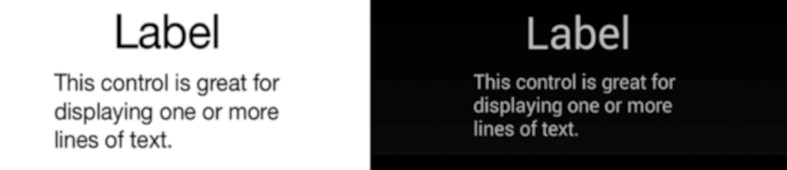 Label
This control is great for
displaying one or more
lines of text.
Label
This control is great for
displaying one or more
lines of text.